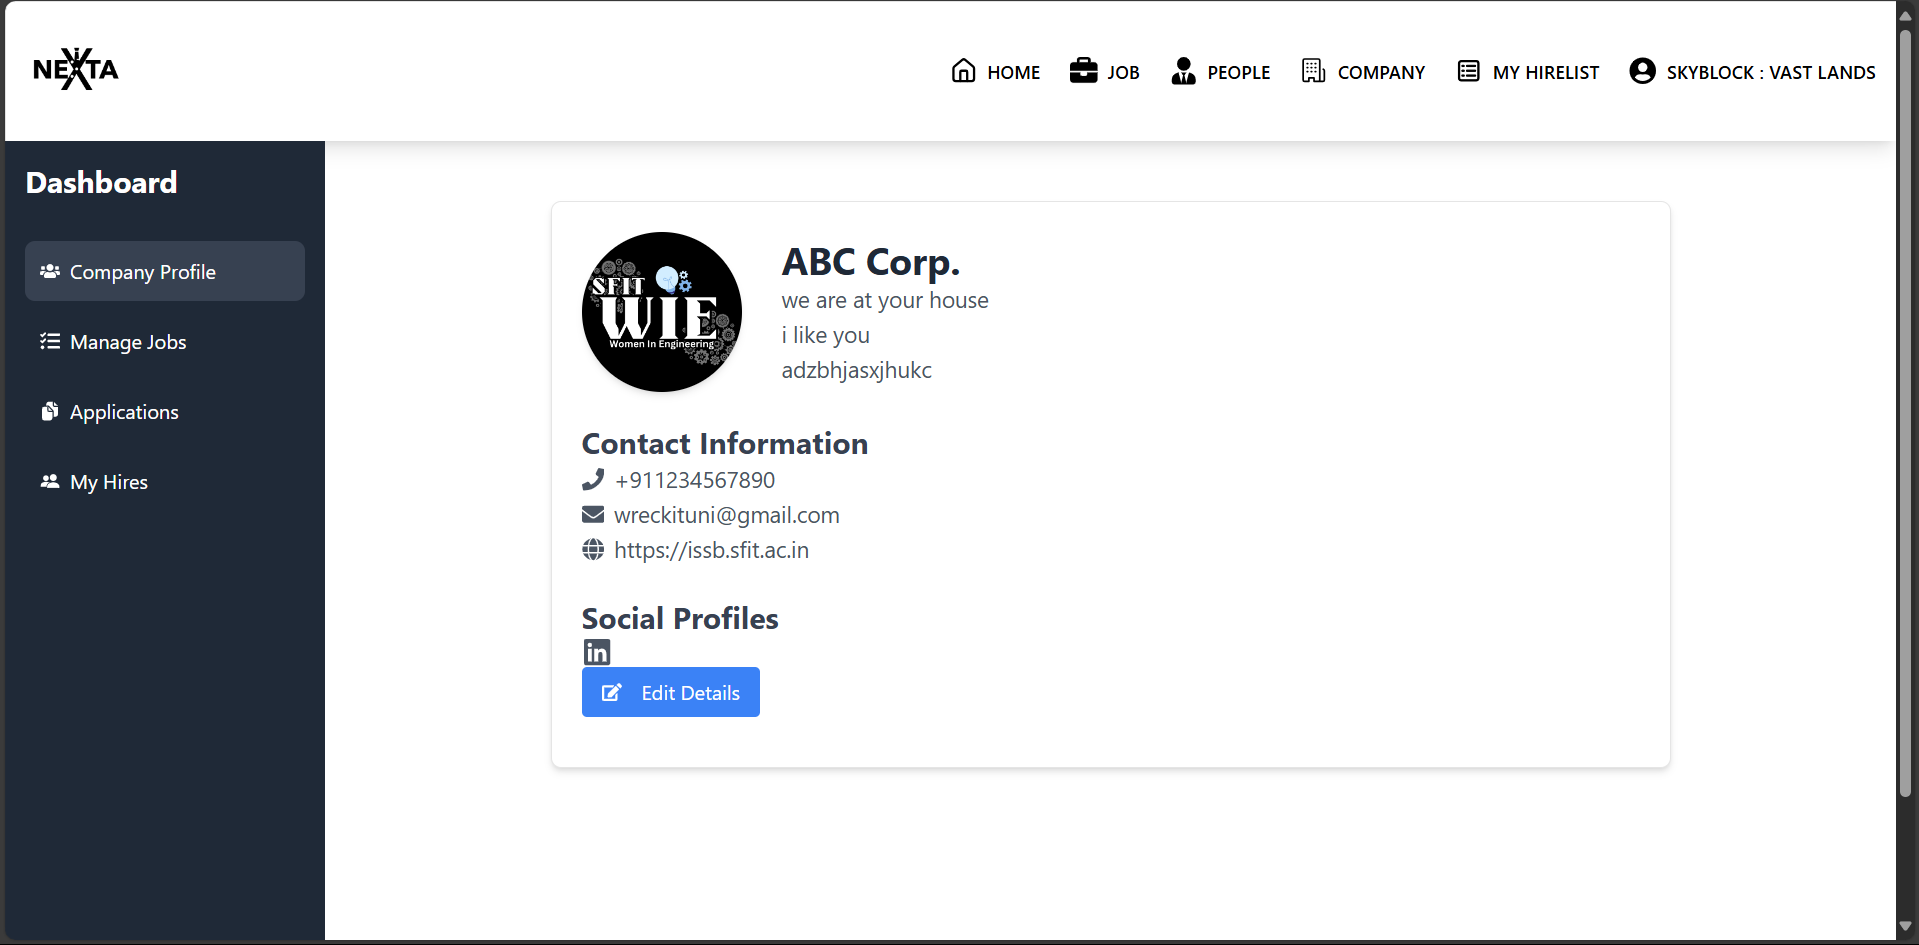 NEXTA
HOME JOB PEOPLE COMPANY MY HIRELIST SKYBLOCK : VAST LANDS
Dashboard
Company Profile
Manage Jobs
Applications
My Hires
SFIT
WIE
Women In Engineering
ABC Corp.
we are at your house
i like you
adzbhjasxjhukc
Contact Information
+911234567890
wreckituni@gmail.com
https://issb.sfit.ac.in
Social Profiles
in
Edit Details